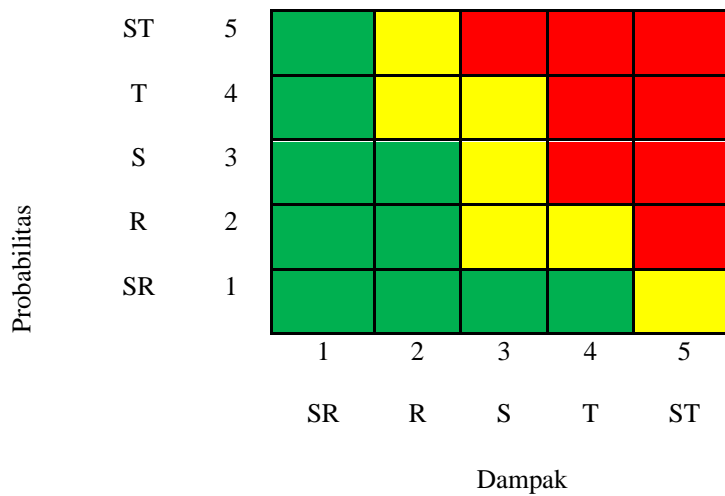 ST 5
T 4
S 3
R 2
SR 1
Probabilitas
1 2 3 4 5
SR R S T ST
Dampak